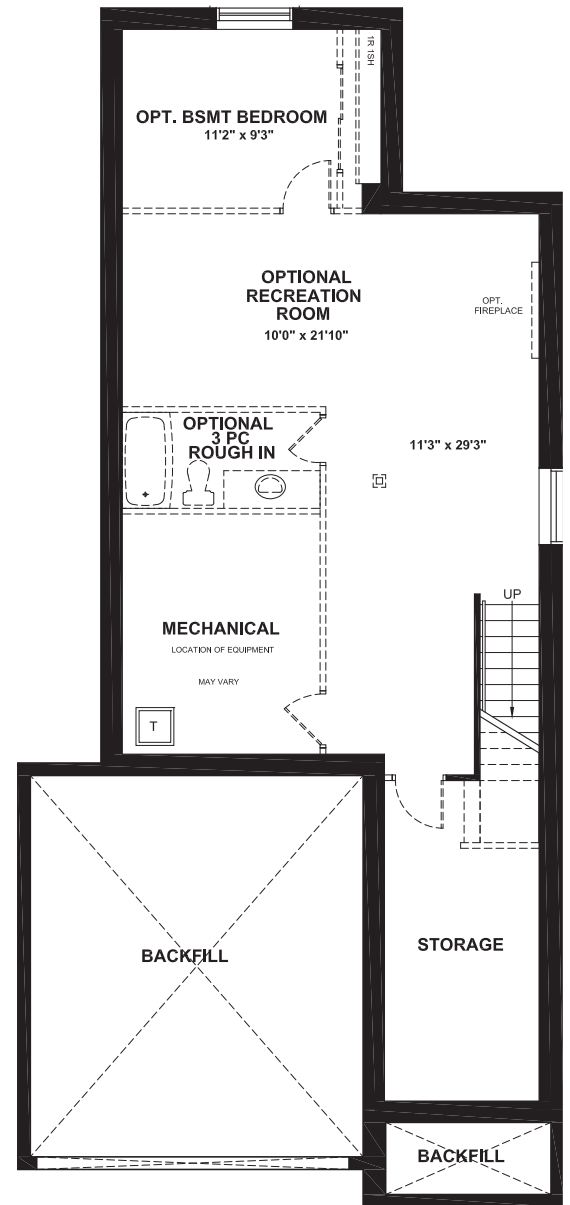 1R 1SH
OPT. BSMT BEDROOM
11'2" x 9'3"
OPTIONAL
RECREATION
ROOM
10'0" x 21'10"
OPT.
FIREPLACE
OPTIONAL
3 PC
ROUGH IN
11'3" x 29'3"
UP
MECHANICAL
LOCATION OF EQUIPMENT
MAY VARY
T
BACKFILL
STORAGE
BACKFILL